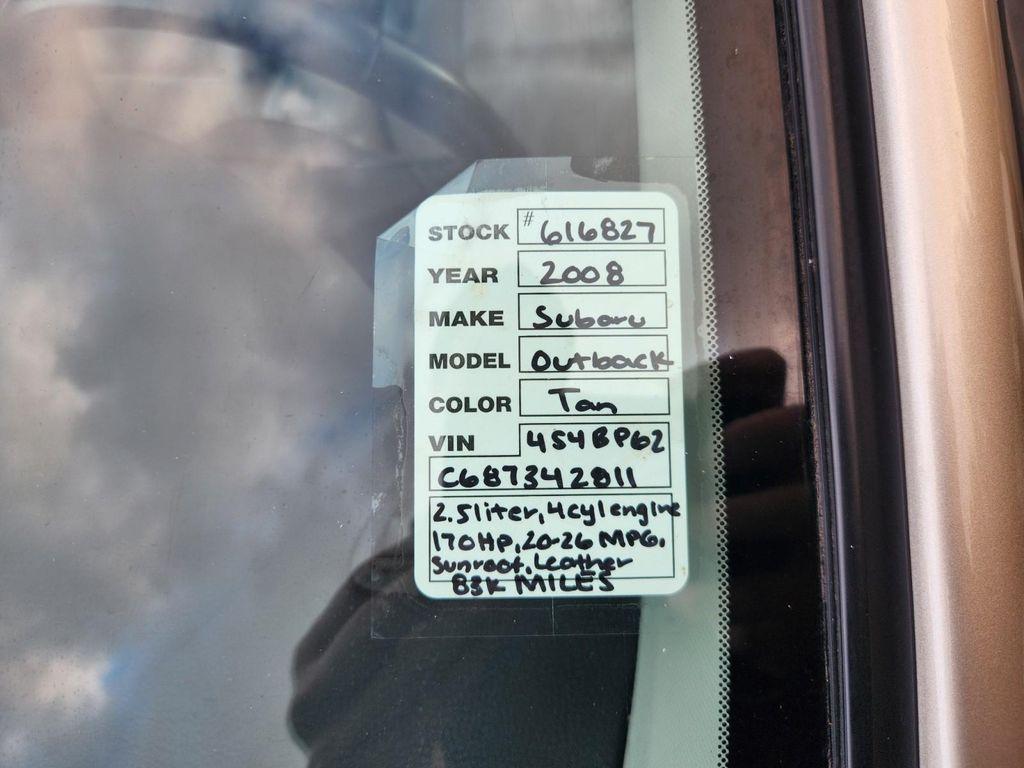 STOCK #616827
YEAR 2008
MAKE Subaru
MODEL Outback
COLOR Tan
VIN 4S4BP62
C687342811
2.5liter, 4cyl engine
170HP, 20-26 MPG,
Sunroof, Leather
83K MILES